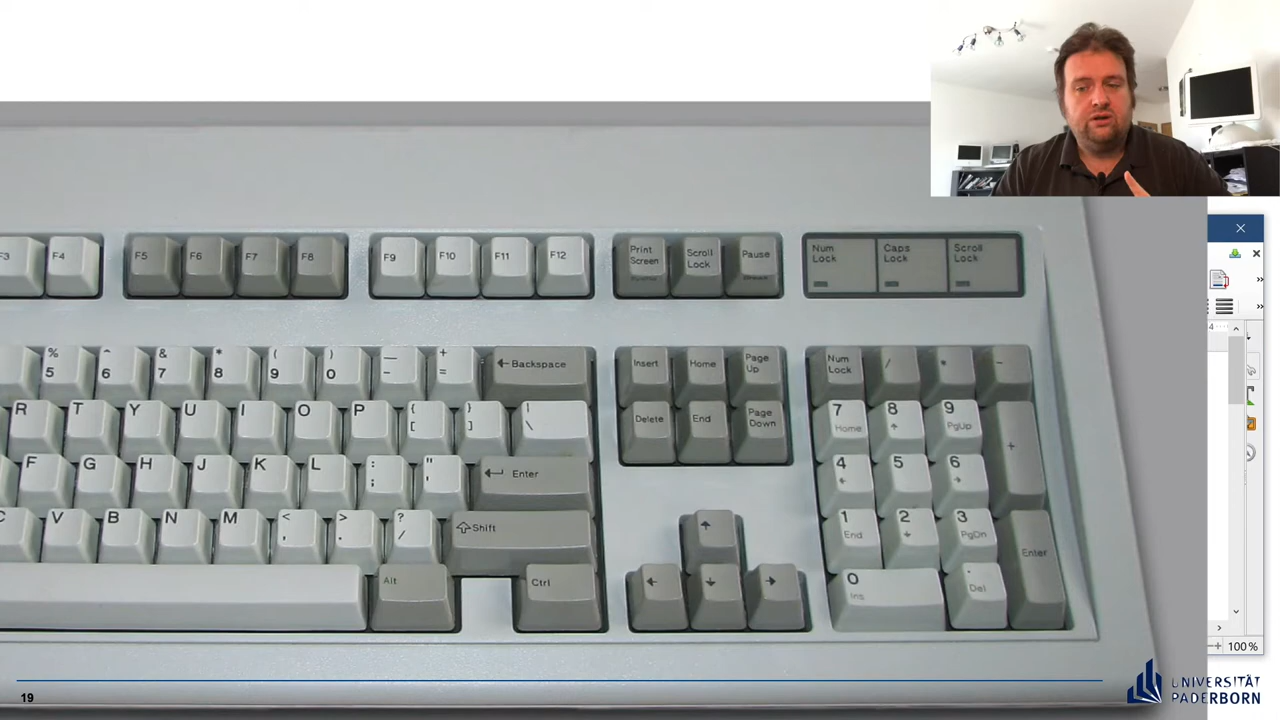 F3 F4 F5 F6 F7 F8 F9 F10 F11 F12 Print Screen Scroll Lock Pause
Num Lock Caps Lock Scroll Lock
% 5 ^ 6 & 7 * 8 ( 9 ) 0 — - + = ←Backspace Insert Home Page Up Num Lock / * -
R T Y U I O P { [ } ] | \ Delete End Page Down 7 Home 8 ↑ 9 PgUp +
F G H J K L : ; " ' ↵ Enter 4 ← 5 6 →
C V B N M < , > . ? / ⇧Shift ↑ 1 End 2 ↓ 3 PgDn Enter
Alt Ctrl ← ↓ → 0 Ins . Del
4
100%
19
UNIVERSITÄT
PADERBORN